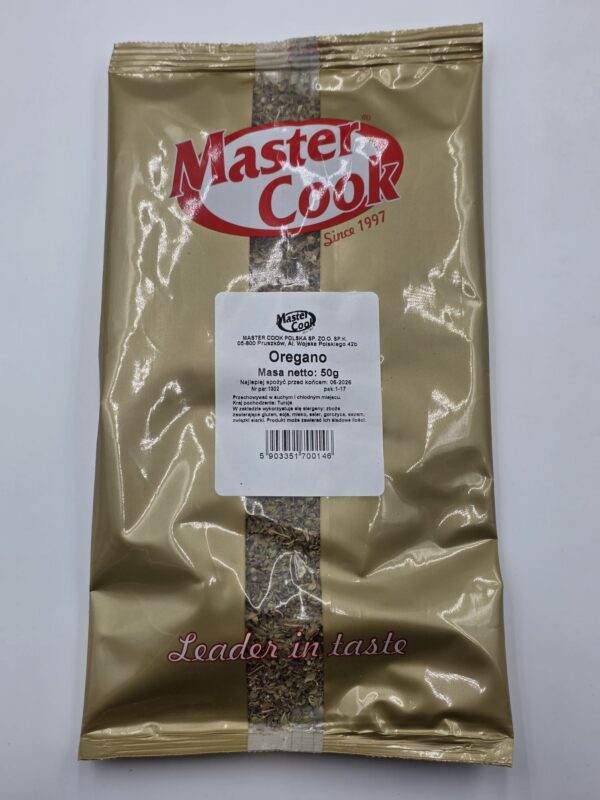 Master
Cook
®
Since 1997
Master
Cook
MASTER COOK POLSKA SP. ZO.O. SP.K.
05-800 Pruszków, Al. Wojska Polskiego 42b
Oregano
Masa netto: 50g
Najlepiej spożyć przed końcem: 06-2026
Nr par:1302 pak:1-17
Przechowywać w suchym i chłodnym miejscu.
Kraj pochodzenia: Turcja
W zakładzie wykorzystuje się alergeny: zboże
zawierające gluten, soja, mleko, seler, gorczyca, sezam,
związki siarki. Produkt może zawierać ich śladowe ilości.
5 903351 700146
Leader in taste